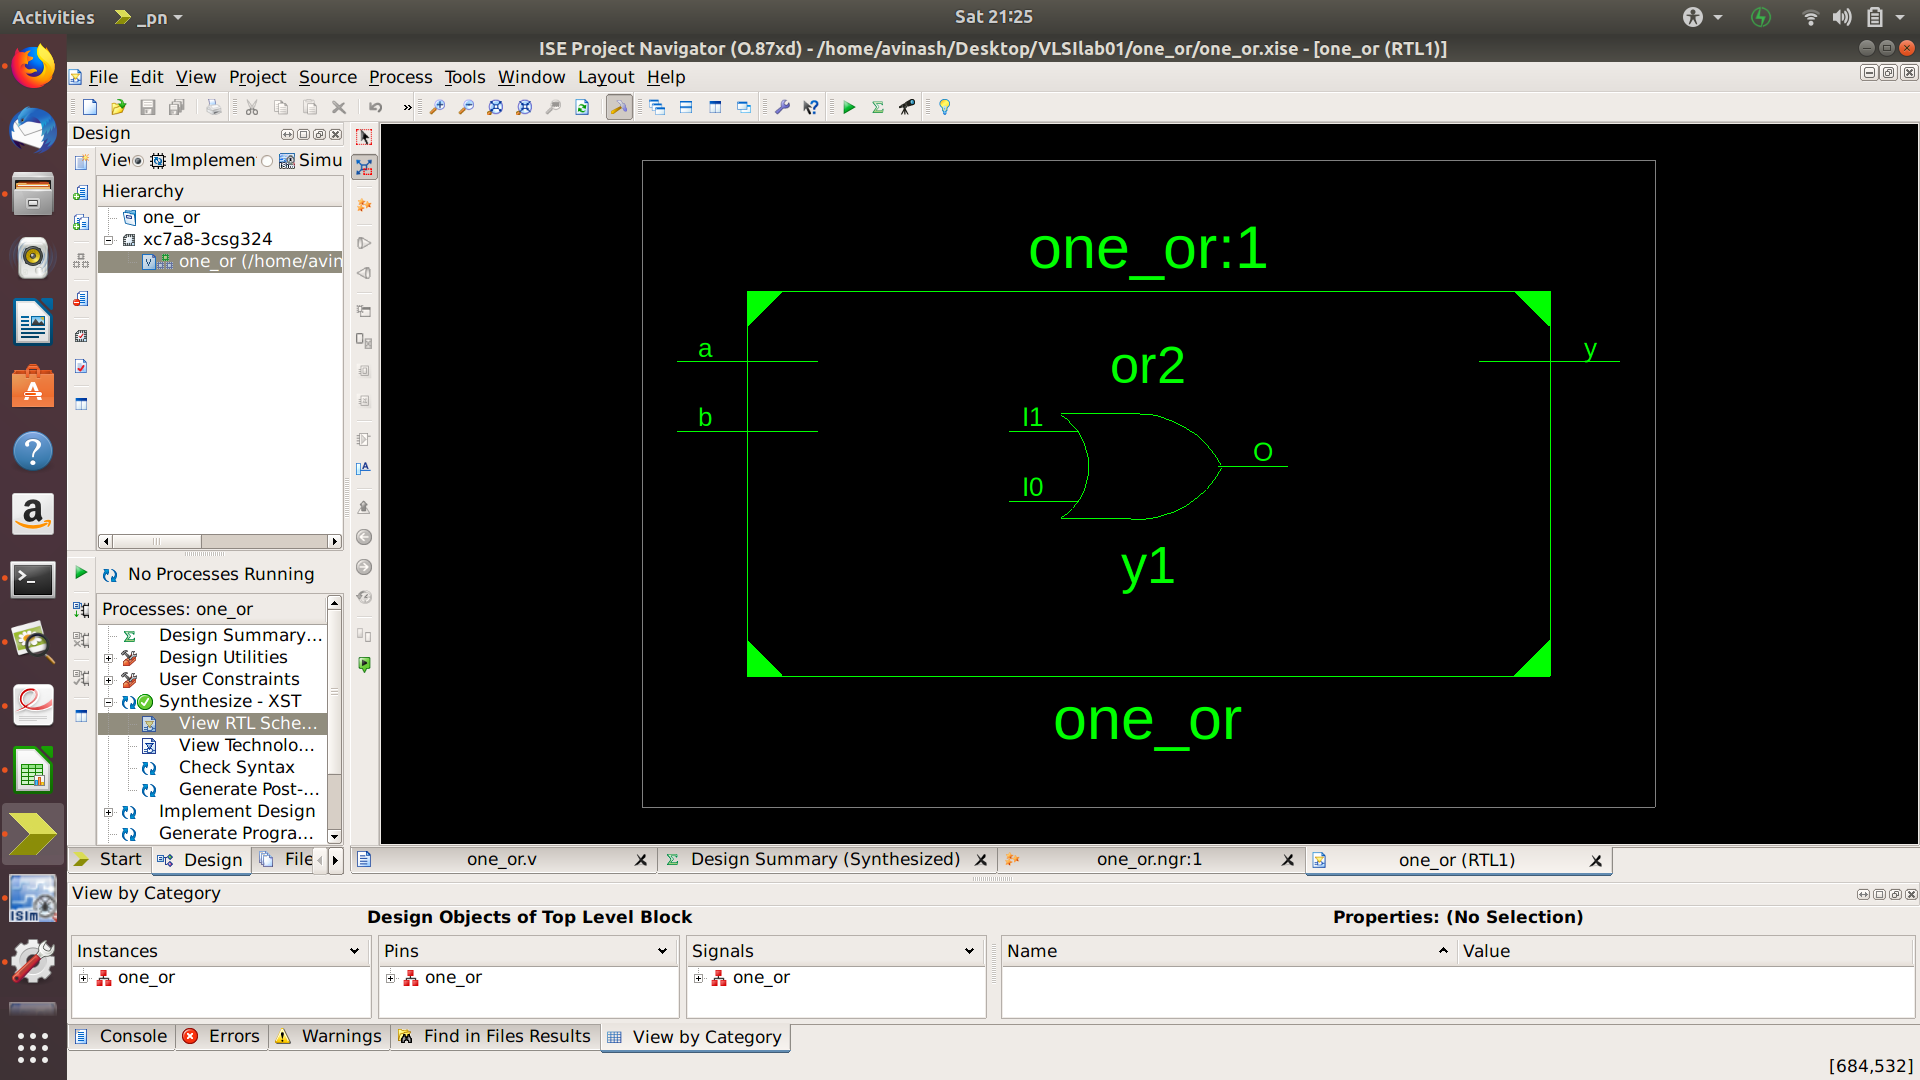 Activities
_pn
Sat 21:25
ISE Project Navigator (O.87xd) - /home/avinash/Desktop/VLSIlab01/one_or/one_or.xise - [one_or (RTL1)]
File Edit View Project Source Process Tools Window Layout Help
Design
Implemen
Simu
Hierarchy
one_or
xc7a8-3csg324
one_or (/home/avin
No Processes Running
Processes: one_or
Design Summary...
Design Utilities
User Constraints
Synthesize - XST
View RTL Sche...
View Technolo...
Check Syntax
Generate Post-...
Implement Design
Generate Progra...
Start
Design
File
one_or:1
a
b
y
or2
I1
I0
O
y1
one_or
one_or.v
Design Summary (Synthesized)
one_or.ngr:1
one_or (RTL1)
View by Category
Design Objects of Top Level Block
Properties: (No Selection)
Instances
Pins
Signals
Name
Value
one_or
one_or
one_or
Console
Errors
Warnings
Find in Files Results
View by Category
[684,532]